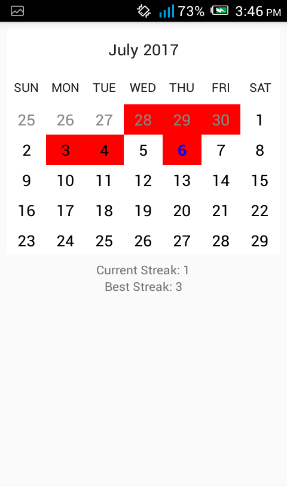 73% 3:46 PM
July 2017
SUN MON TUE WED THU FRI SAT
25 26 27 28 29 30 1
2 3 4 5 6 7 8
9 10 11 12 13 14 15
16 17 18 19 20 21 22
23 24 25 26 27 28 29
Current Streak: 1
Best Streak: 3